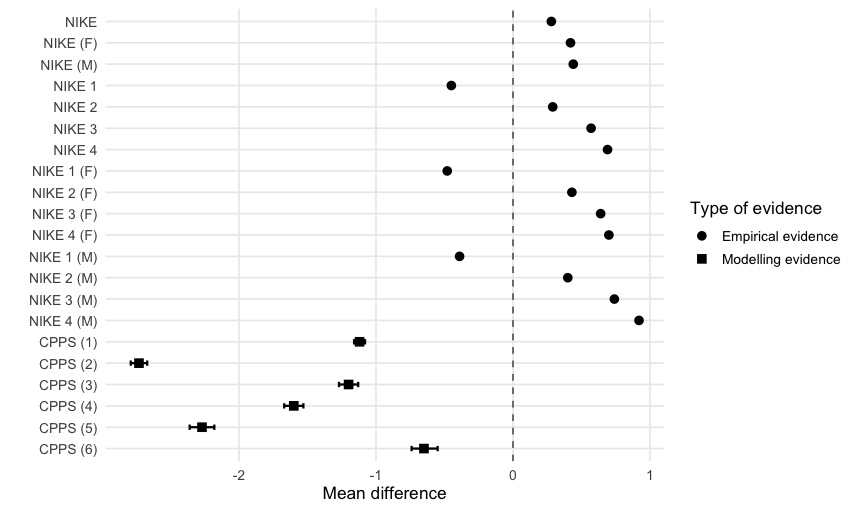 NIKE
NIKE (F)
NIKE (M)
NIKE 1
NIKE 2
NIKE 3
NIKE 4
NIKE 1 (F)
NIKE 2 (F)
NIKE 3 (F)
NIKE 4 (F)
NIKE 1 (M)
NIKE 2 (M)
NIKE 3 (M)
NIKE 4 (M)
CPPS (1)
CPPS (2)
CPPS (3)
CPPS (4)
CPPS (5)
CPPS (6)
-2 -1 0 1
Mean difference
Type of evidence
Empirical evidence
Modelling evidence